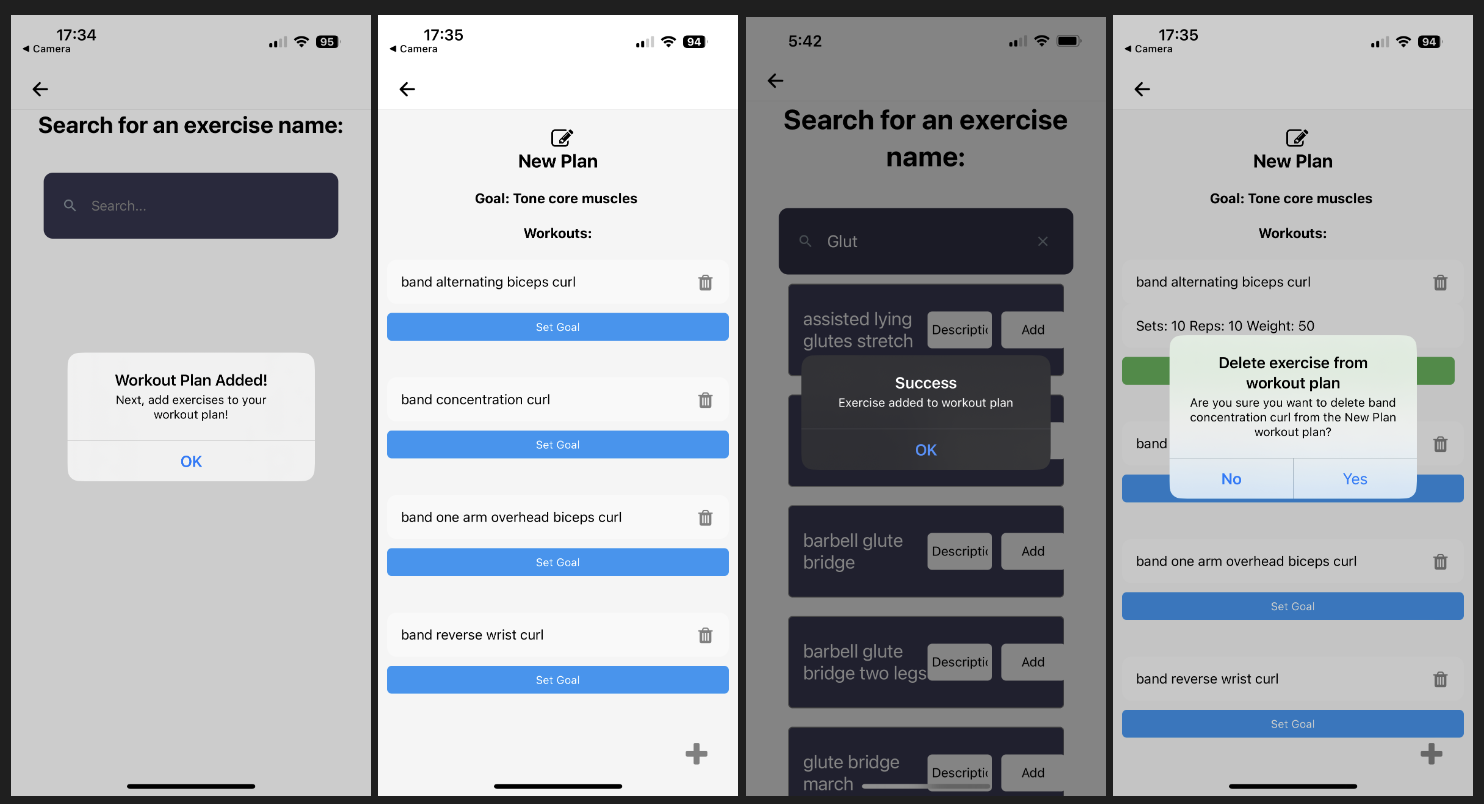 17:34
◀ Camera
95
Search for an exercise name:
Search...
Workout Plan Added!
Next, add exercises to your
workout plan!
OK
17:35
◀ Camera
94
New Plan
Goal: Tone core muscles
Workouts:
band alternating biceps curl
Set Goal
band concentration curl
Set Goal
band one arm overhead biceps curl
Set Goal
band reverse wrist curl
Set Goal
5:42
Search for an exercise
name:
Glut
assisted lying
glutes stretch
Descriptic
Add
Success
Exercise added to workout plan
OK
barbell glute
bridge
Descriptic
Add
barbell glute
bridge two legs
Descriptic
Add
glute bridge
march
Descriptic
Add
17:35
◀ Camera
94
New Plan
Goal: Tone core muscles
Workouts:
band alternating biceps curl
Sets: 10 Reps: 10 Weight: 50
Delete exercise from
workout plan
Are you sure you want to delete band
concentration curl from the New Plan
workout plan?
No
Yes
band
band one arm overhead biceps curl
Set Goal
band reverse wrist curl
Set Goal